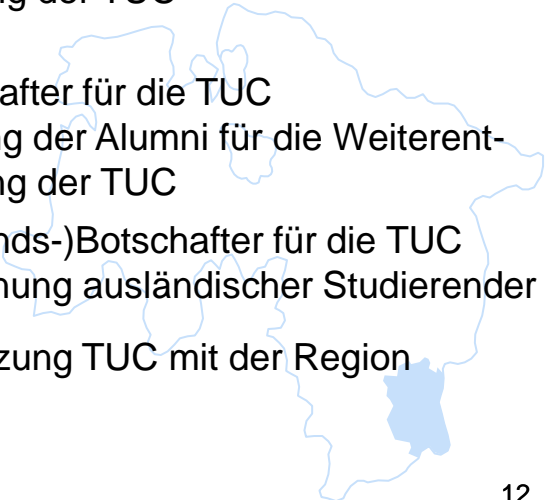 ng der TUC
after für die TUC
ng der Alumni für die Weiterent-
ng der TUC
nds-)Botschafter für die TUC
nung ausländischer Studierender
zung TUC mit der Region
12